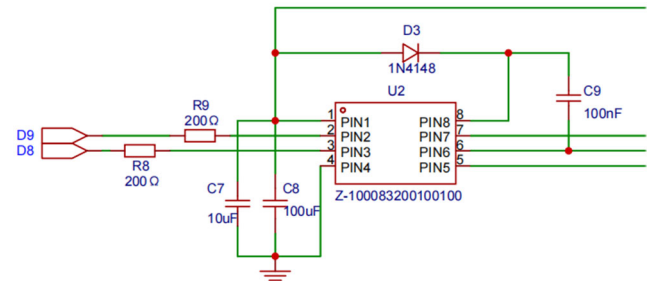 D3
1N4148
U2
C9
100nF
R9
200Ω
D9
D8
R8
200Ω
1 PIN1 PIN8 8
2 PIN2 PIN7 7
3 PIN3 PIN6 6
4 PIN4 PIN5 5
Z-100083200100100
C7
10uF
C8
100uF